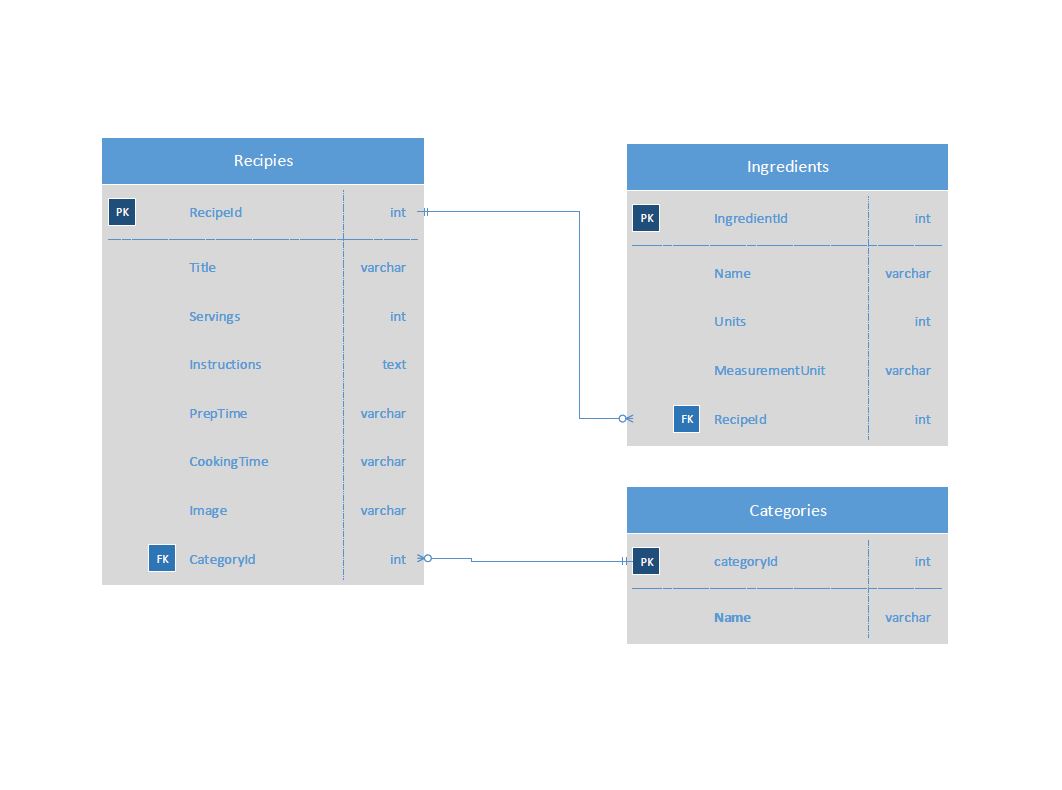 Recipies
PK RecipeId int
Title varchar
Servings int
Instructions text
PrepTime varchar
CookingTime varchar
Image varchar
FK CategoryId int
Ingredients
PK IngredientId int
Name varchar
Units int
MeasurementUnit varchar
FK RecipeId int
Categories
PK categoryId int
Name varchar